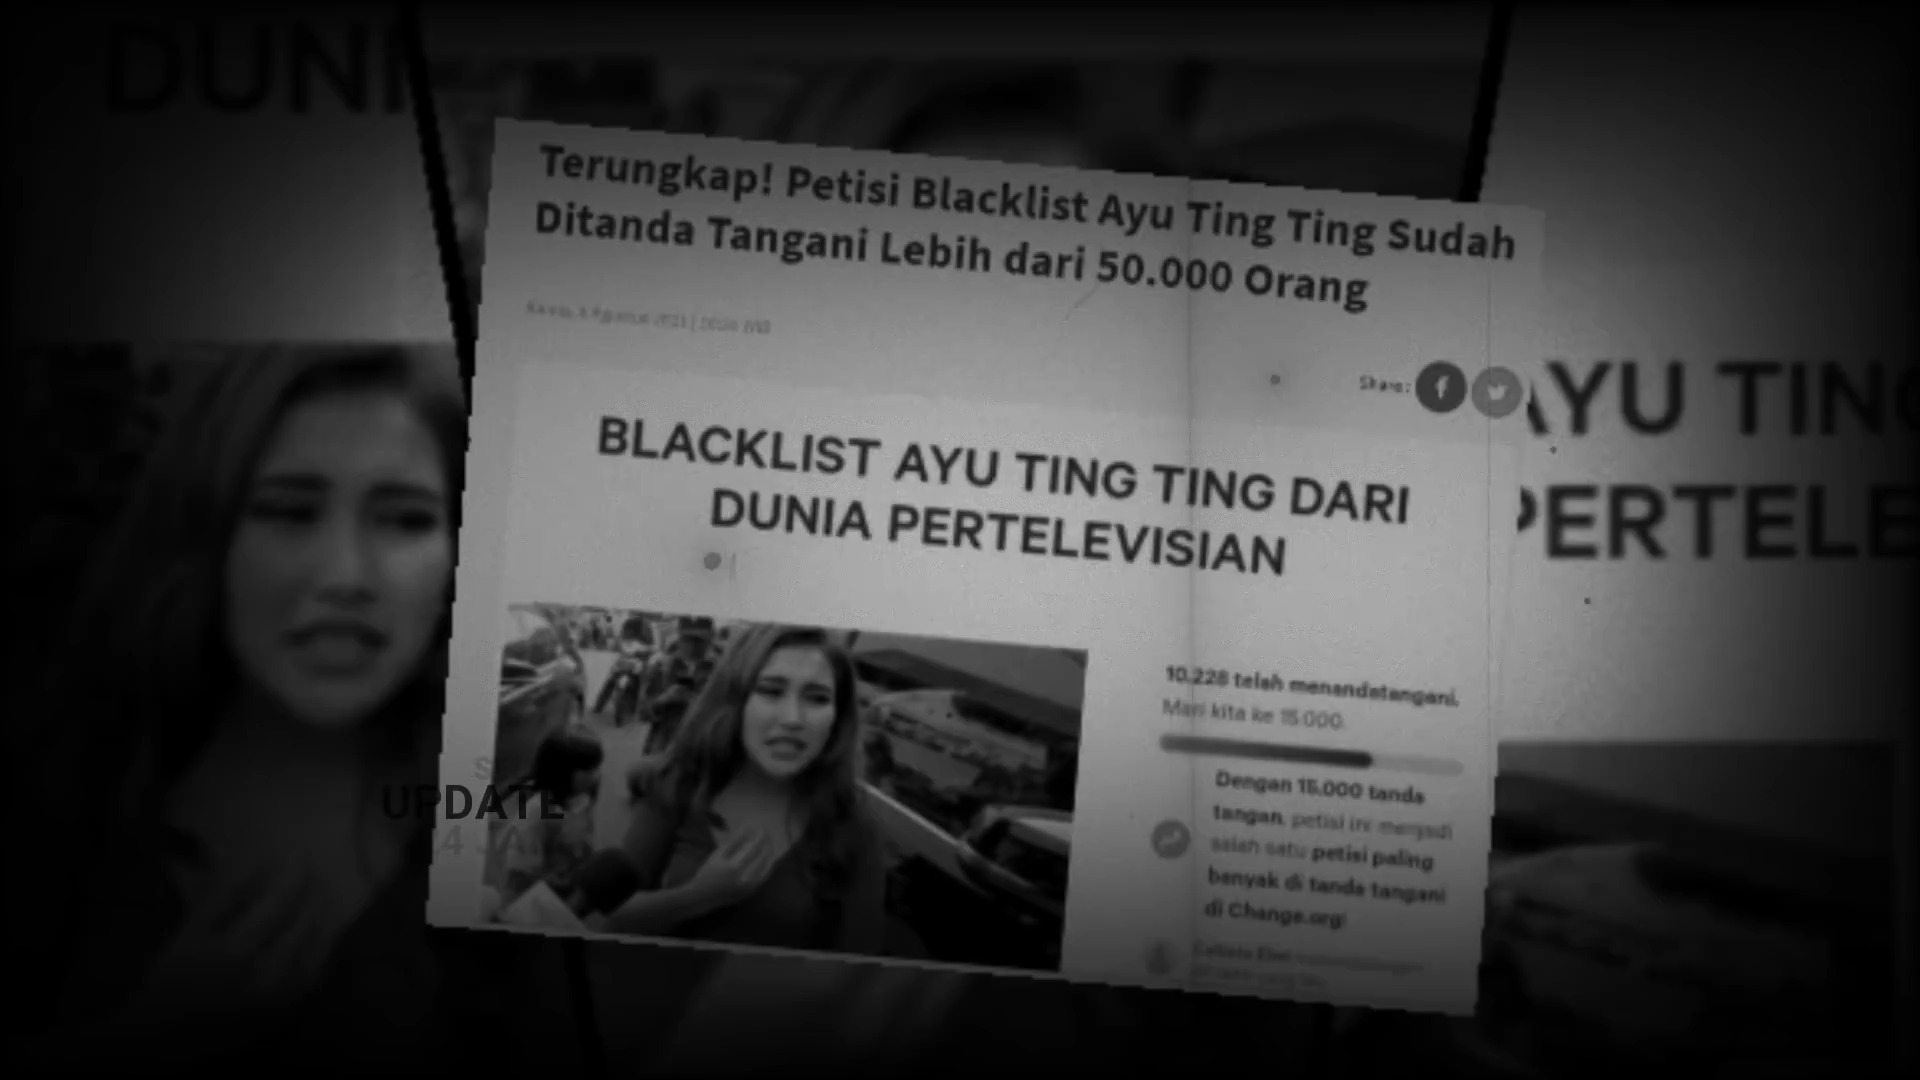 DUNI
Terungkap! Petisi Blacklist Ayu Ting Ting Sudah
Ditanda Tangani Lebih dari 50.000 Orang
Share:
BLACKLIST AYU TING TING DARI
DUNIA PERTELEVISIAN
AYU TING
PERTELE
10.228 telah menandatangani.
Mari kita ke 15.000.
Dengan 15.000 tanda
tangan, petisi ini menjadi
salah satu petisi paling
banyak di tanda tangani
di Change.org!
UPDATE